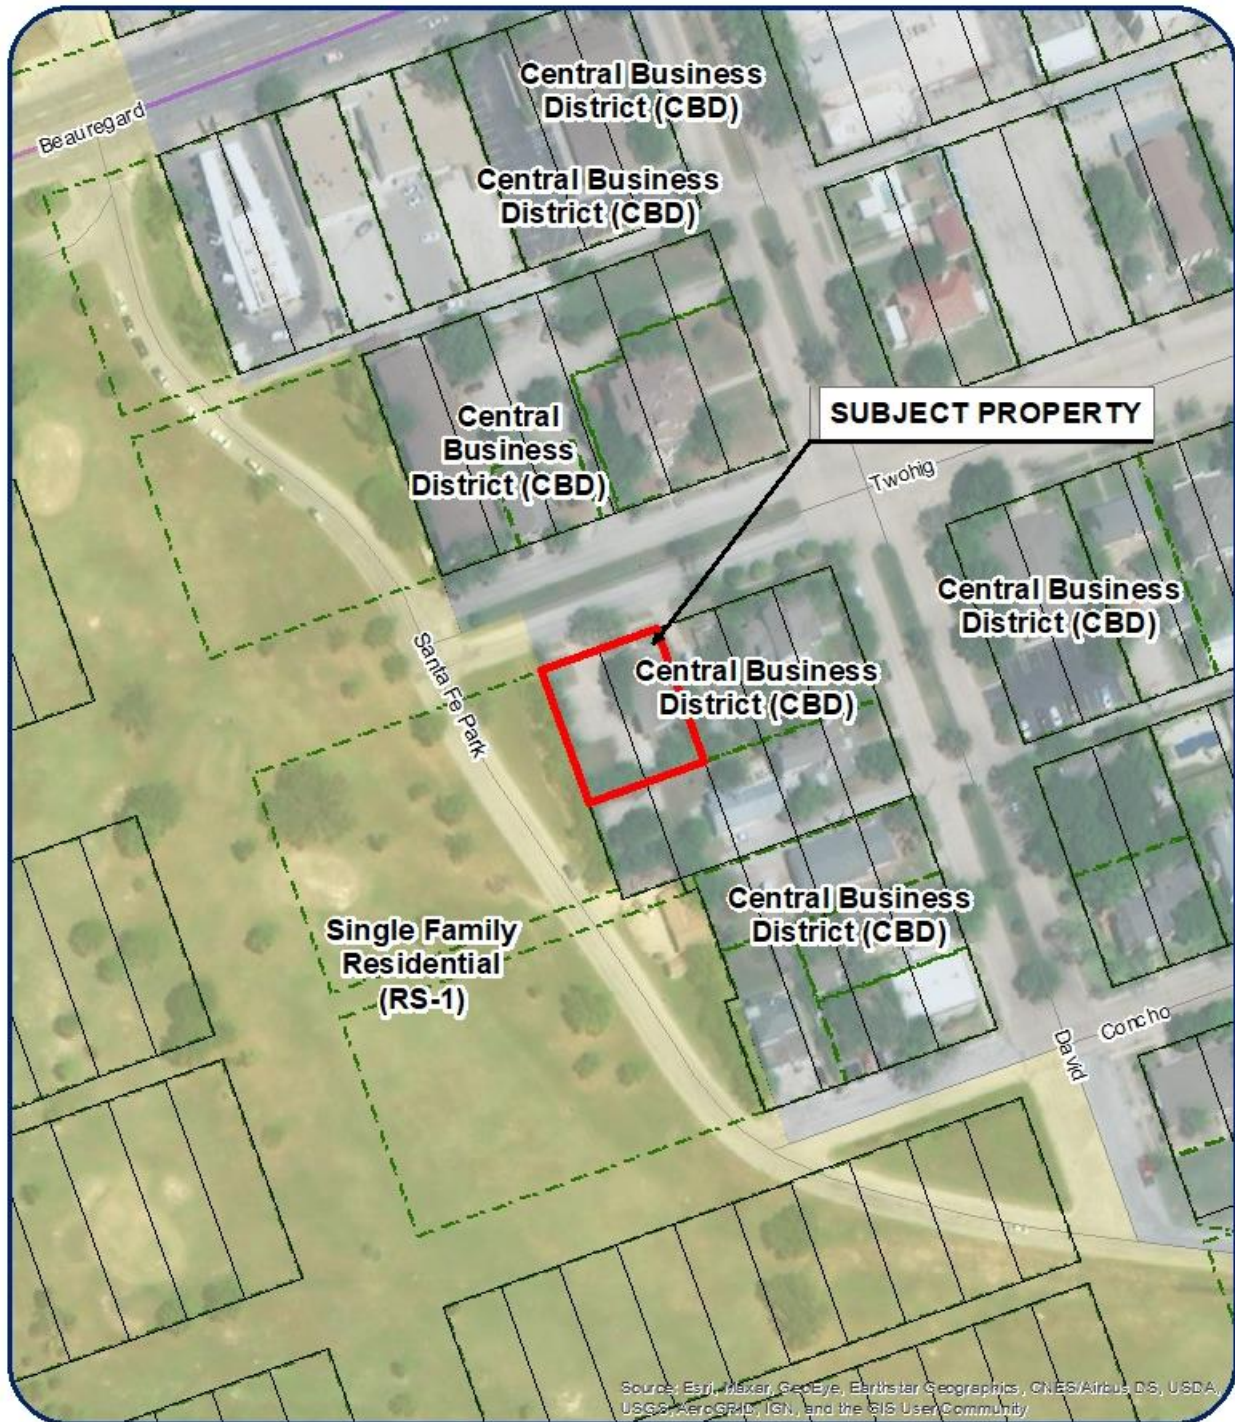 Central Business
District (CBD)
Beauregard
Central Business
District (CBD)
SUBJECT PROPERTY
Central
Business
District (CBD)
Twohig
Central Business
District (CBD)
Santa Fe Park
Central Business
District (CBD)
Central Business
District (CBD)
Single Family
Residential
(RS-1)
David
Concho
Source: Esri, Maxar, GeoEye, Earthstar Geographics, CNES/Airbus DS, USDA,
USGS, AeroGRID, IGN, and the GIS User Community